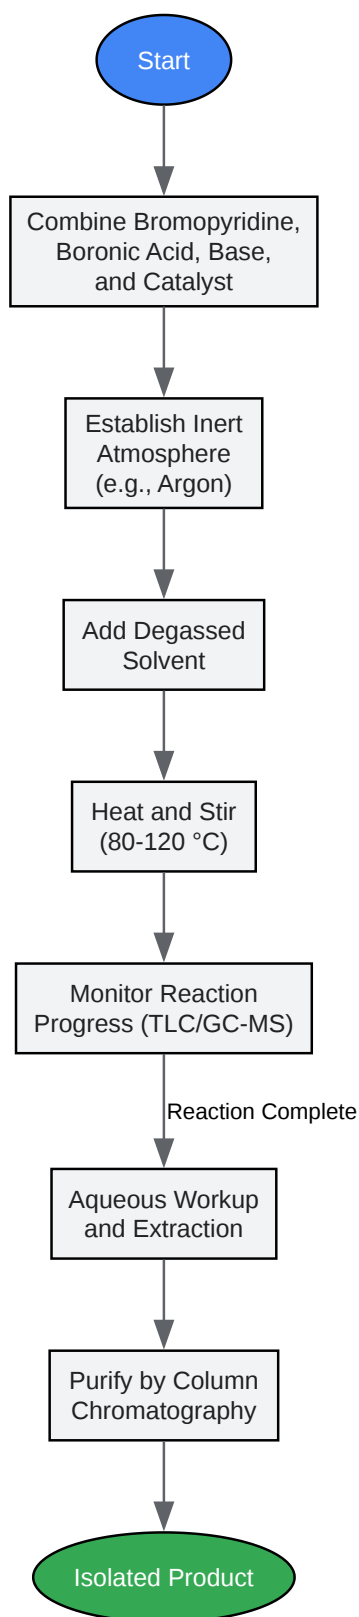 Start
Combine Bromopyridine,
Boronic Acid, Base,
and Catalyst
Establish Inert
Atmosphere
(e.g., Argon)
Add Degassed
Solvent
Heat and Stir
(80-120 °C)
Monitor Reaction
Progress (TLC/GC-MS)
Reaction Complete
Aqueous Workup
and Extraction
Purify by Column
Chromatography
Isolated Product